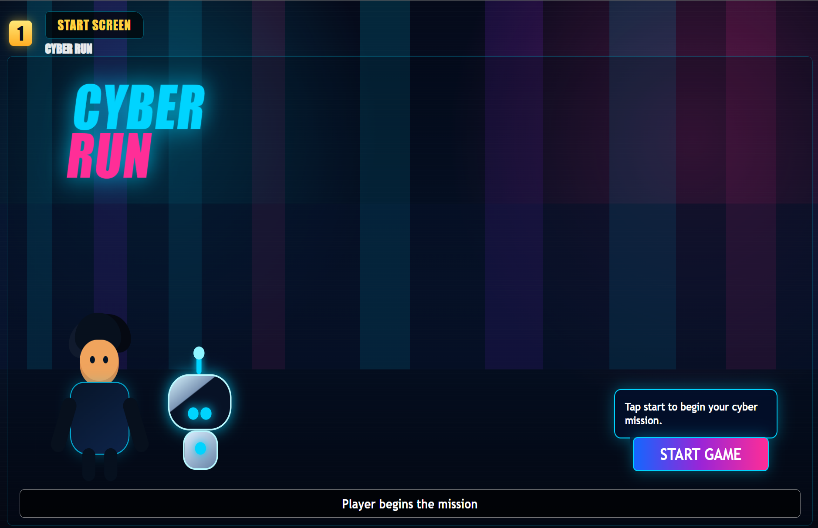 1
START SCREEN
CYBER RUN
CYBER
RUN
Tap start to begin your cyber
mission.
START GAME
Player begins the mission